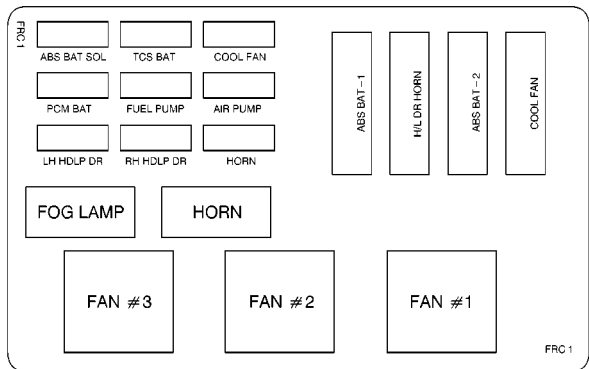 FRC 1
ABS BAT SOL
TCS BAT
COOL FAN
PCM BAT
FUEL PUMP
AIR PUMP
LH HDLP DR
RH HDLP DR
HORN
ABS BAT – 1
H/L DR HORN
ABS BAT – 2
COOL FAN
FOG LAMP
HORN
FAN ≠3
FAN ≠2
FAN ≠1
FRC 1